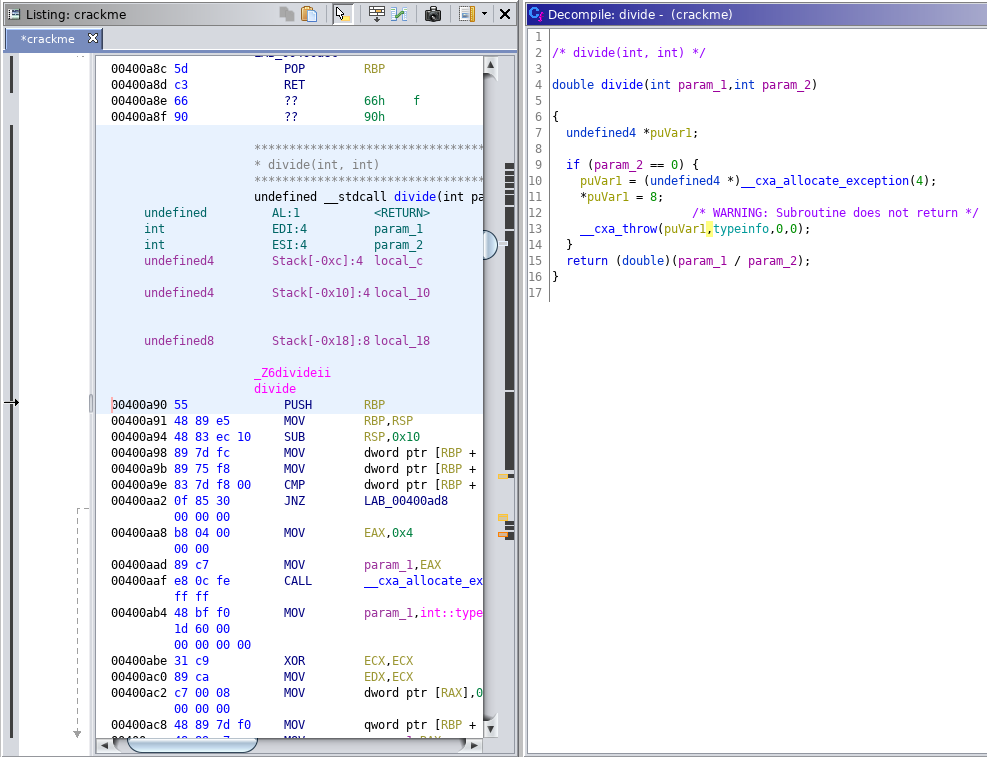 Listing: crackme
*crackme
00400a8c 5d POP RBP
00400a8d c3 RET
00400a8e 66 ?? 66h f
00400a8f 90 ?? 90h
*********************************
* divide(int, int)
*********************************
undefined __stdcall divide(int pa
undefined AL:1 <RETURN>
int EDI:4 param_1
int ESI:4 param_2
undefined4 Stack[-0xc]:4 local_c
undefined4 Stack[-0x10]:4 local_10
undefined8 Stack[-0x18]:8 local_18
_Z6divideii
divide
00400a90 55 PUSH RBP
00400a91 48 89 e5 MOV RBP,RSP
00400a94 48 83 ec 10 SUB RSP,0x10
00400a98 89 7d fc MOV dword ptr [RBP +
00400a9b 89 75 f8 MOV dword ptr [RBP +
00400a9e 83 7d f8 00 CMP dword ptr [RBP +
00400aa2 0f 85 30 JNZ LAB_00400ad8
00 00 00
00400aa8 b8 04 00 MOV EAX,0x4
00 00
00400aad 89 c7 MOV param_1,EAX
00400aaf e8 0c fe CALL __cxa_allocate_ex
ff ff
00400ab4 48 bf f0 MOV param_1,int::type
1d 60 00
00 00 00 00
00400abe 31 c9 XOR ECX,ECX
00400ac0 89 ca MOV EDX,ECX
00400ac2 c7 00 08 MOV dword ptr [RAX],0
00 00 00
00400ac8 48 89 7d f0 MOV qword ptr [RBP +
Decompile: divide - (crackme)
1
2 /* divide(int, int) */
3
4 double divide(int param_1,int param_2)
5
6 {
7 undefined4 *puVar1;
8
9 if (param_2 == 0) {
10 puVar1 = (undefined4 *)__cxa_allocate_exception(4);
11 *puVar1 = 8;
12 /* WARNING: Subroutine does not return */
13 __cxa_throw(puVar1,typeinfo,0,0);
14 }
15 return (double)(param_1 / param_2);
16 }
17